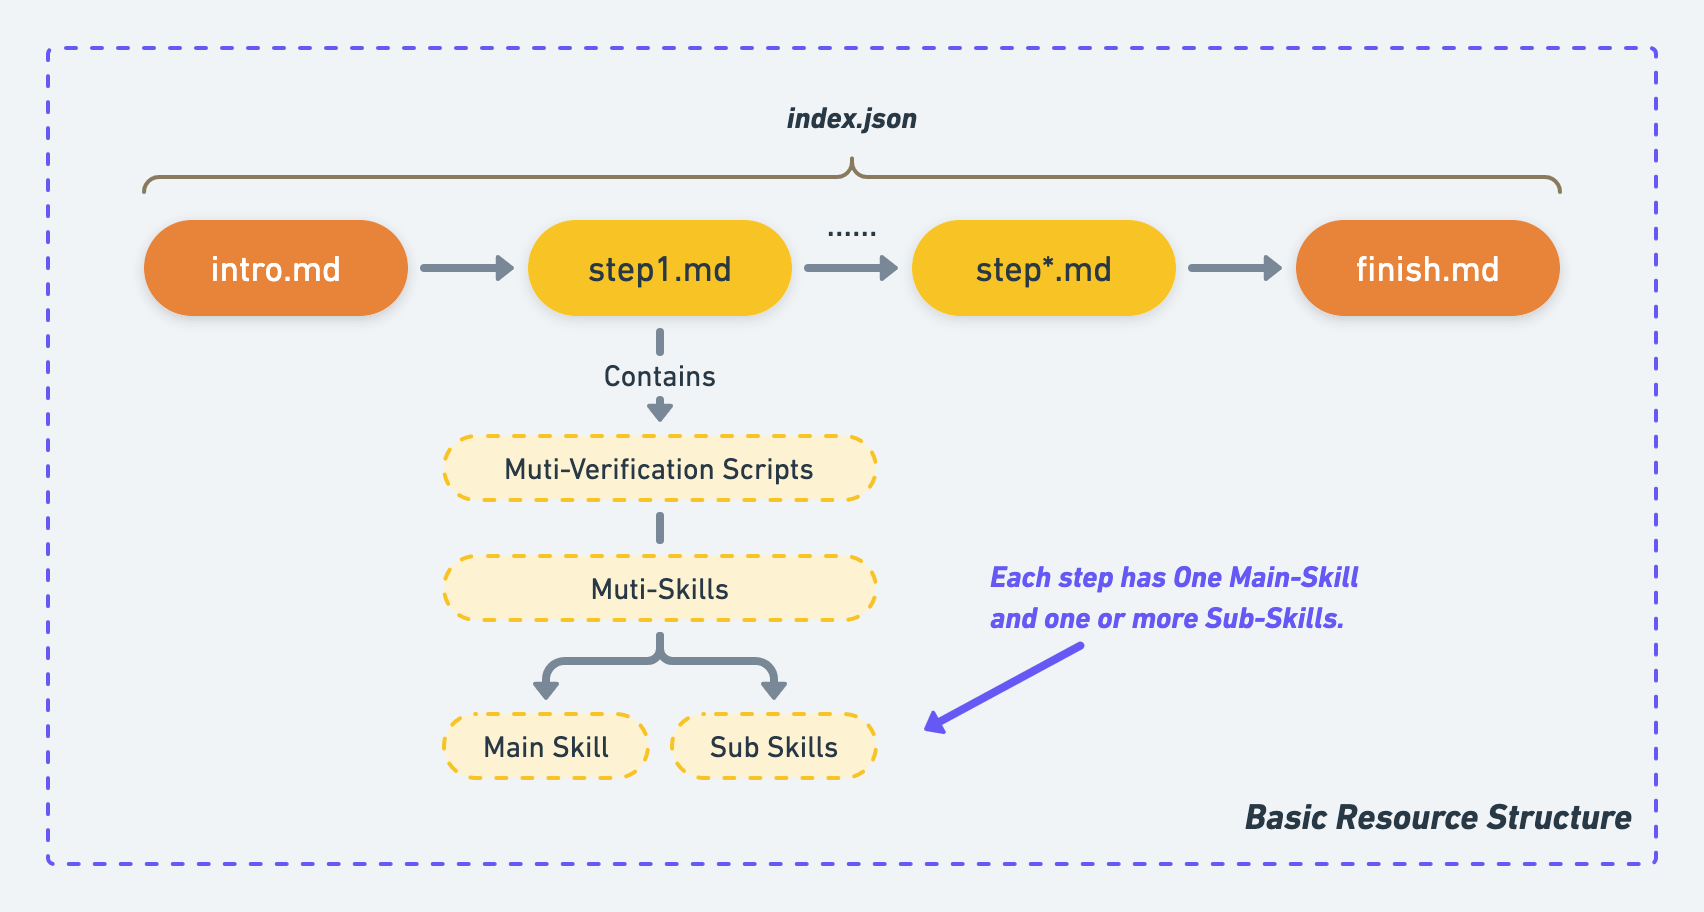 index.json
intro.md
step1.md
......
step*.md
finish.md
Contains
Muti-Verification Scripts
Muti-Skills
Each step has One Main-Skill
and one or more Sub-Skills.
Main Skill
Sub Skills
Basic Resource Structure